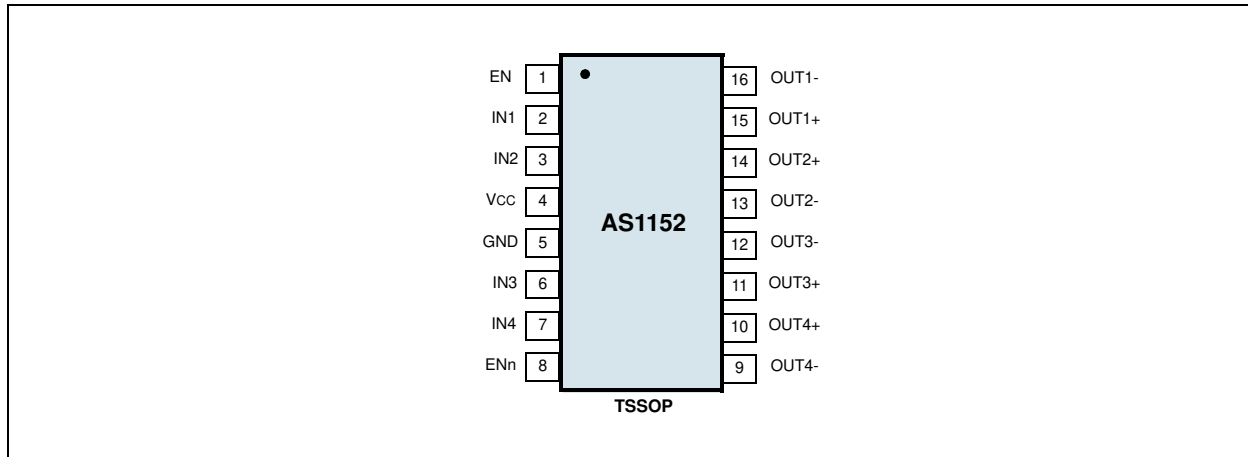 EN 1 16 OUT1-
IN1 2 15 OUT1+
IN2 3 14 OUT2+
VCC 4 13 OUT2-
AS1152
GND 5 12 OUT3-
IN3 6 11 OUT3+
IN4 7 10 OUT4+
ENn 8 9 OUT4-
TSSOP